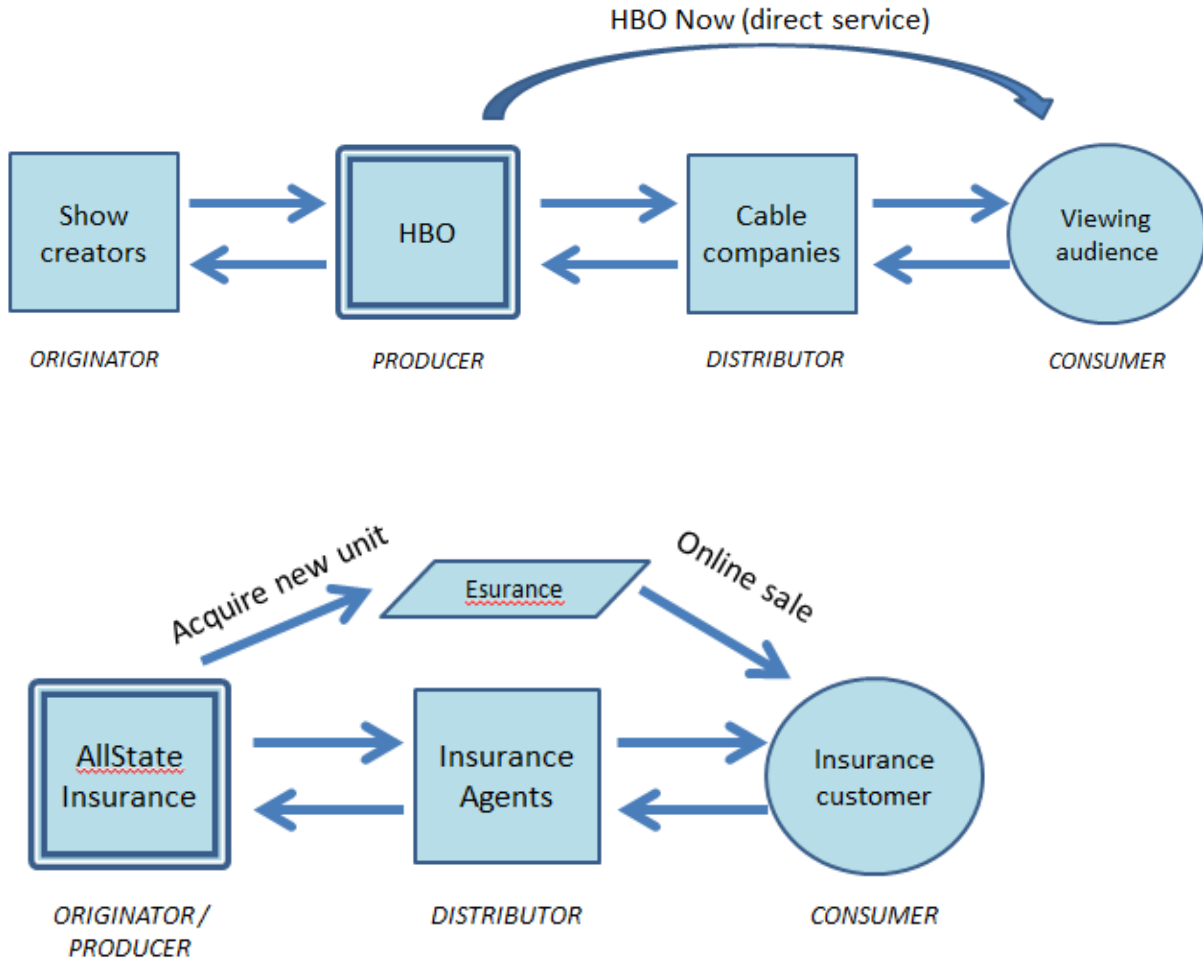 HBO Now (direct service)
Show
creators
HBO
Cable
companies
Viewing
audience
ORIGINATOR
PRODUCER
DISTRIBUTOR
CONSUMER
Acquire new unit
Esurance
Online sale
AllState
Insurance
Insurance
Agents
Insurance
customer
ORIGINATOR /
PRODUCER
DISTRIBUTOR
CONSUMER